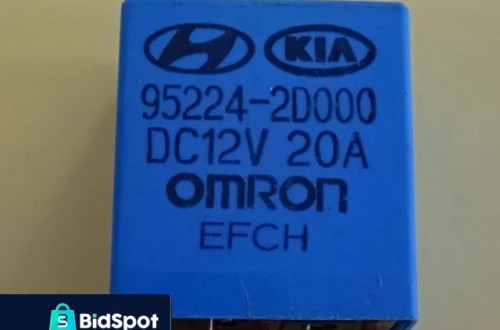 KIA
95224-2D000
DC12V 20A
OMRON
EFCH
S
BidSpot